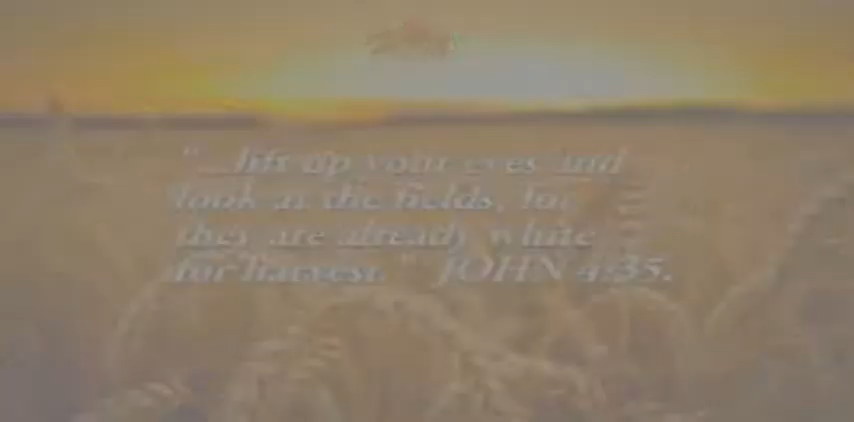 "...lift up your eyes and
look at the fields, for
they are already white
for harvest." JOHN 4:35.